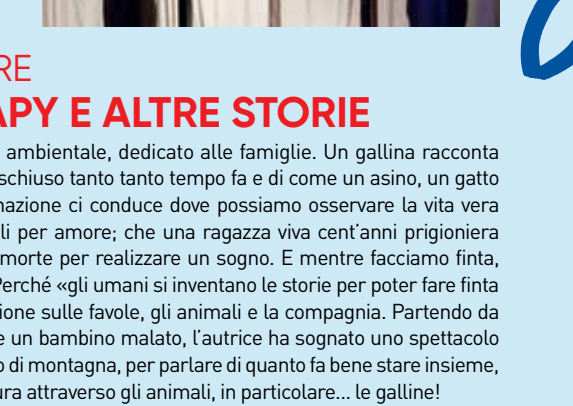 RE
APY E ALTRE STORIE
ambientale, dedicato alle famiglie. Un gallina racconta
schiuso tanto tanto tempo fa e di come un asino, un gatto
nazione ci conduce dove possiamo osservare la vita vera
li per amore; che una ragazza viva cent'anni prigioniera
morte per realizzare un sogno. E mentre facciamo finta,
Perché «gli umani si inventano le storie per poter fare finta
ione sulle favole, gli animali e la compagnia. Partendo da
e un bambino malato, l'autrice ha sognato uno spettacolo
o di montagna, per parlare di quanto fa bene stare insieme,
ura attraverso gli animali, in particolare... le galline!